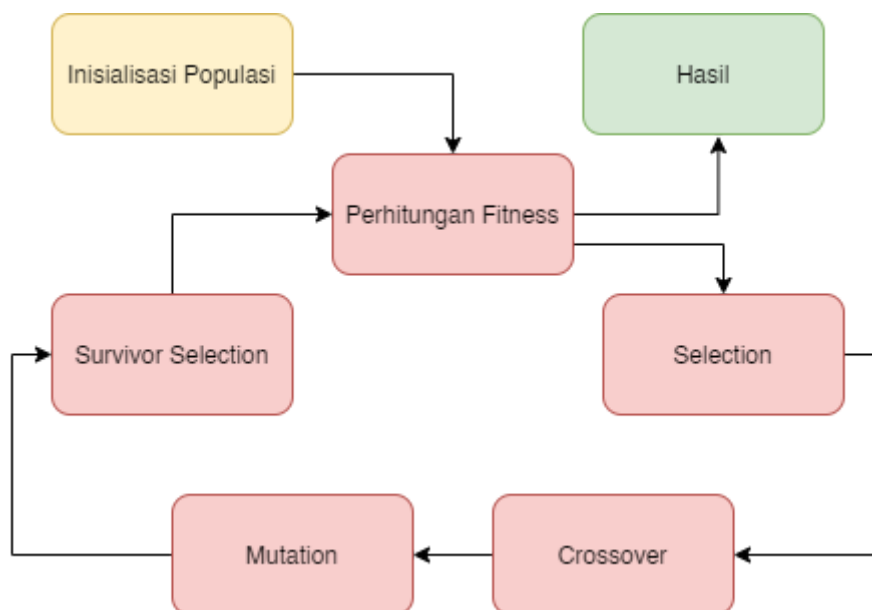 Inisialisasi Populasi
Hasil
Perhitungan Fitness
Survivor Selection
Selection
Mutation
Crossover